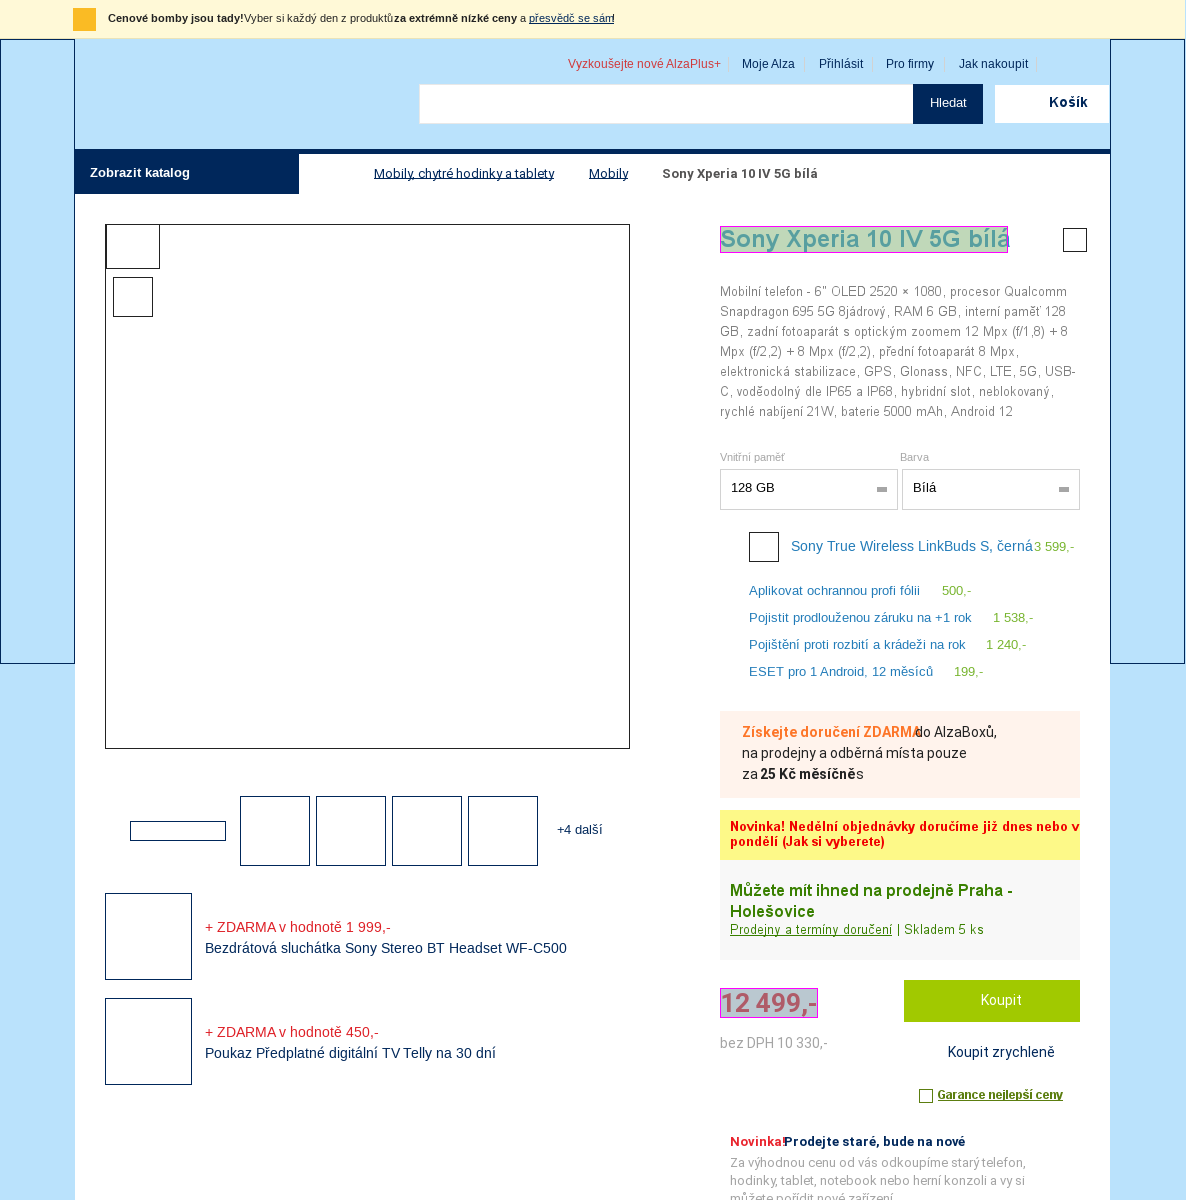 Cenové bomby jsou tady!Vyber si každý den z produktů za extrémně nízké ceny a přesvědč se sám!
Vyzkoušejte nové AlzaPlus+ Moje Alza Přihlásit Pro firmy Jak nakoupit
Hledat Košík
Zobrazit katalog Mobily, chytré hodinky a tablety Mobily Sony Xperia 10 IV 5G bílá
Sony Xperia 10 IV 5G bílá
Mobilní telefon - 6" OLED 2520 × 1080, procesor Qualcomm
Snapdragon 695 5G 8jádrový, RAM 6 GB, interní paměť 128
GB, zadní fotoaparát s optickým zoomem 12 Mpx (f/1,8) + 8
Mpx (f/2,2) + 8 Mpx (f/2,2), přední fotoaparát 8 Mpx,
elektronická stabilizace, GPS, Glonass, NFC, LTE, 5G, USB-
C, voděodolný dle IP65 a IP68, hybridní slot, neblokovaný,
rychlé nabíjení 21W, baterie 5000 mAh, Android 12
Vnitřní paměť Barva
128 GB Bílá
Sony True Wireless LinkBuds S, černá 3 599,-
Aplikovat ochrannou profi fólii 500,-
Pojistit prodlouženou záruku na +1 rok 1 538,-
Pojištění proti rozbití a krádeži na rok 1 240,-
ESET pro 1 Android, 12 měsíců 199,-
Získejte doručení ZDARMA do AlzaBoxů,
na prodejny a odběrná místa pouze
za 25 Kč měsíčně s
Novinka! Nedělní objednávky doručíme již dnes nebo v
pondělí (Jak si vyberete)
+4 další
Můžete mít ihned na prodejně Praha -
Holešovice
Prodejny a termíny doručení | Skladem 5 ks
+ ZDARMA v hodnotě 1 999,-
Bezdrátová sluchátka Sony Stereo BT Headset WF-C500
12 499,- Koupit
bez DPH 10 330,-
Koupit zrychleně
+ ZDARMA v hodnotě 450,-
Poukaz Předplatné digitální TV Telly na 30 dní
Garance nejlepší ceny
Novinka! Prodejte staré, bude na nové
Za výhodnou cenu od vás odkoupíme starý telefon,
hodinky, tablet, notebook nebo herní konzoli a vy si
můžete pořídit nové zařízení